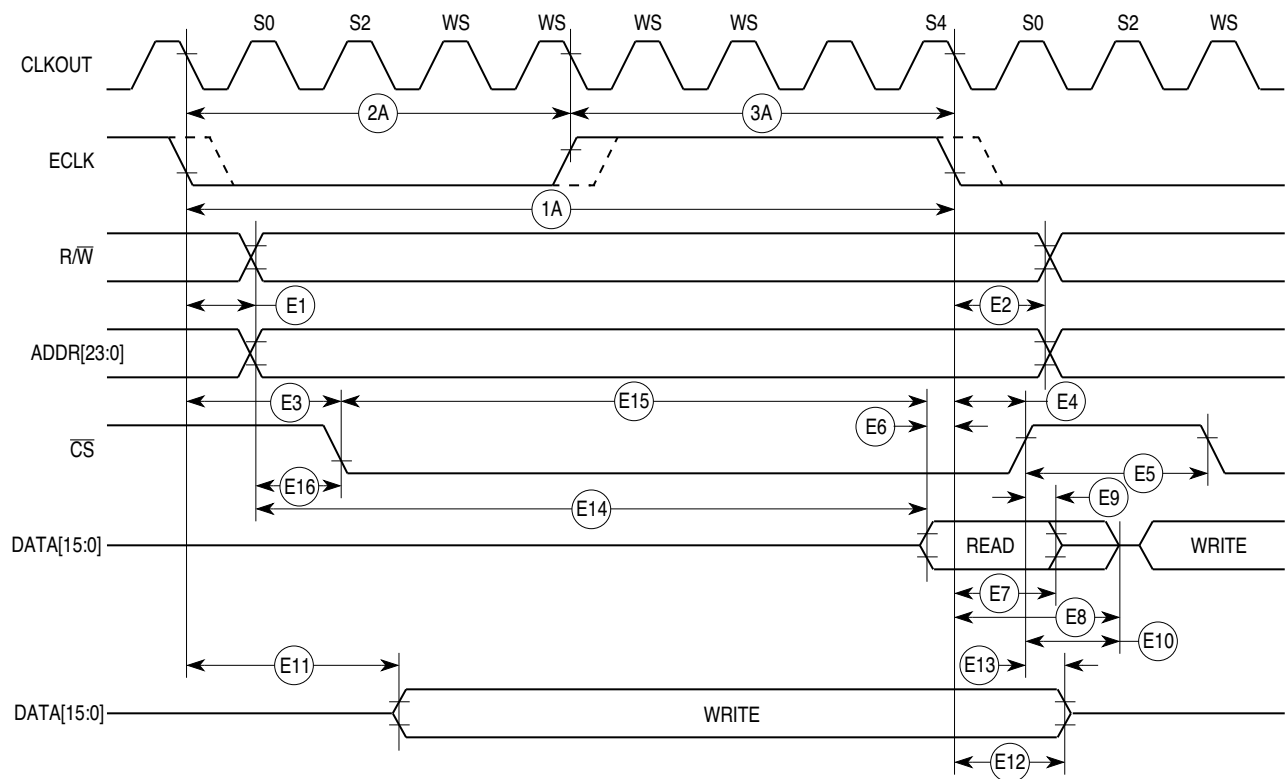 S0 S2 WS WS WS WS S4 S0 S2 WS
CLKOUT
2A 3A
ECLK
1A
R/W̅
E1 E2
ADDR[23:0]
E3 E15 E4
E6
C̅S̅
E16 E5
E14 E9
DATA[15:0] READ WRITE
E7
E8
E10
E11 E13
DATA[15:0] WRITE
E12